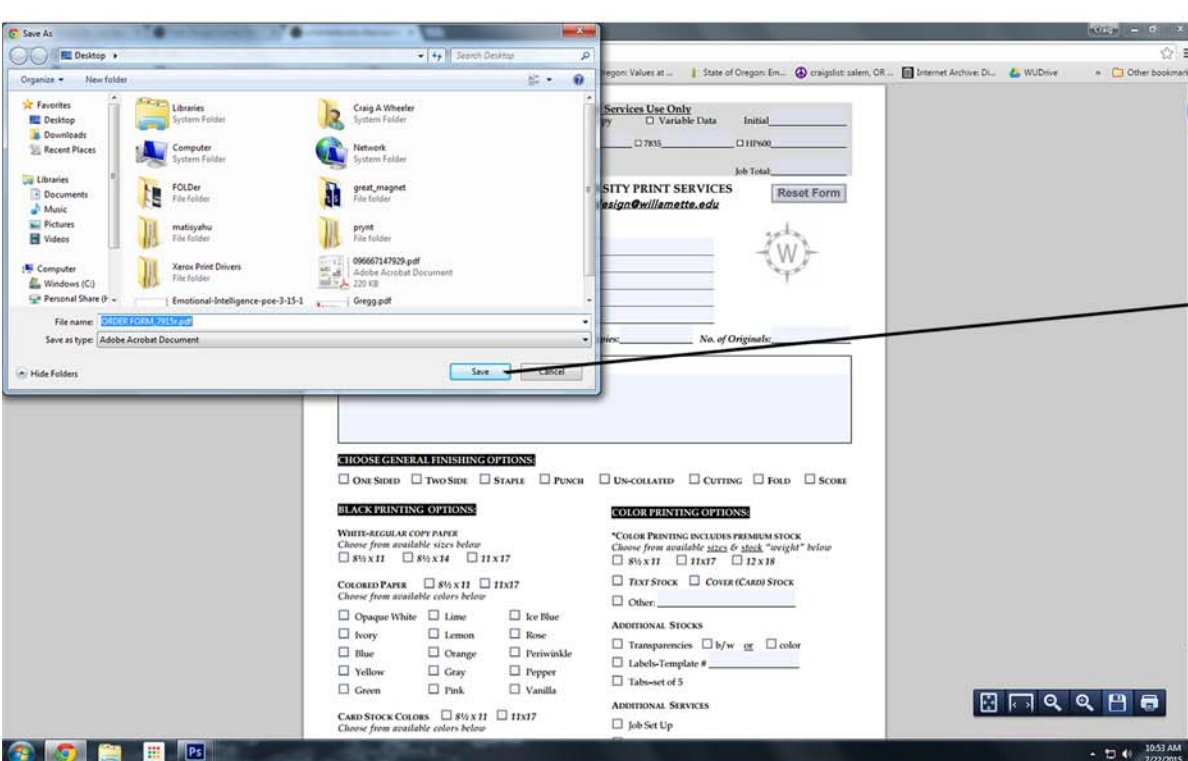 Save As
Craig
Desktop
Search Desktop
Organize
New folder
regon: Values at ...
State of Oregon: Em...
craigslist: salem, OR ...
Internet Archive: Di...
WUDrive
Other bookmark
Favorites
Desktop
Downloads
Recent Places
Libraries
Documents
Music
Pictures
Videos
Computer
Windows (C:)
Personal Share
Libraries
System Folder
Craig A Wheeler
System Folder
Computer
System Folder
Network
System Folder
FOLDer
File folder
great_magnet
File folder
matisyahu
File folder
prynt
File folder
Xerox Print Drivers
File folder
096667147929.pdf
Adobe Acrobat Document
220 KB
Emotional-Intelligence-poe-3-15-1
Gregg.pdf
File name: ORDER FORM_7915r.pdf
Save as type: Adobe Acrobat Document
Hide Folders
Save
Cancel
Services Use Only
py Variable Data Initial
7835 HP600
Job Total:
SITY PRINT SERVICES
Reset Form
esign@willamette.edu
W
pies: No. of Originals:
CHOOSE GENERAL FINISHING OPTIONS:
ONE SIDED TWO SIDE STAPLE PUNCH UN-COLLATED CUTTING FOLD SCORE
BLACK PRINTING OPTIONS:
WHITE-REGULAR COPY PAPER
Choose from available sizes below
8½ x 11 8½ x 14 11 x 17
COLORED PAPER 8½ x 11 11x17
Choose from available colors below
Opaque White Lime Ice Blue
Ivory Lemon Rose
Blue Orange Periwinkle
Yellow Gray Pepper
Green Pink Vanilla
CARD STOCK COLORS 8½ x 11 11x17
Choose from available colors below
COLOR PRINTING OPTIONS:
*COLOR PRINTING INCLUDES PREMIUM STOCK
Choose from available sizes & stock "weight" below
8½ x 11 11x17 12 x 18
TEXT STOCK COVER (CARD) STOCK
Other:
ADDITIONAL STOCKS
Transparencies b/w or color
Labels-Template #
Tabs-set of 5
ADDITIONAL SERVICES
Job Set Up
Ps
10:53 AM
7/22/2015